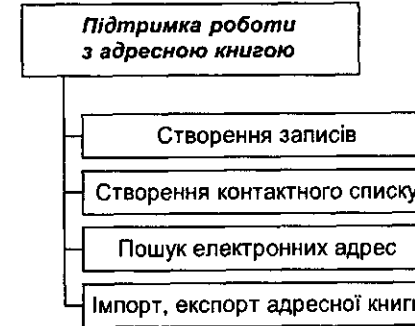 Підтримка роботи
з адресною книгою
Створення записів
Створення контактного списку
Пошук електронних адрес
Імпорт, експорт адресної книги